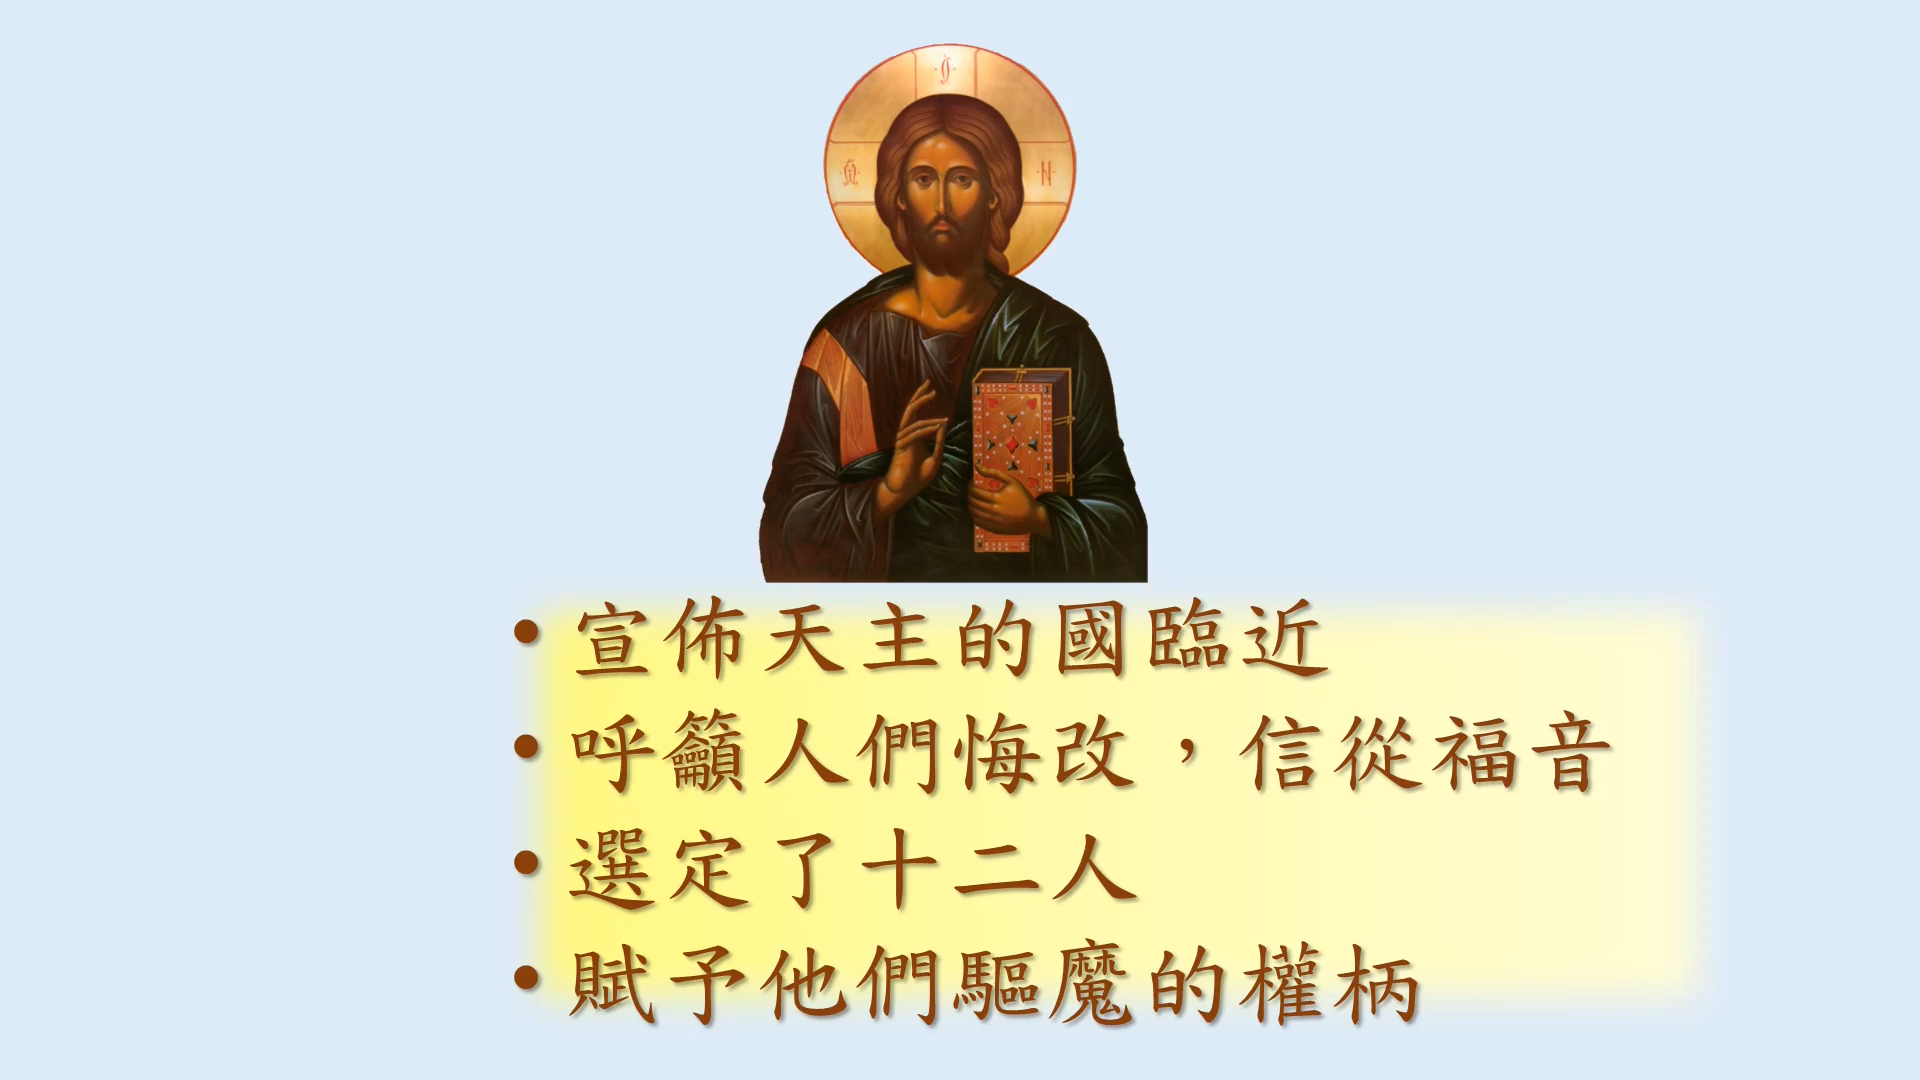 • 宣佈天主的國臨近
• 呼籲人們悔改，信從福音
• 選定了十二人
• 賦予他們驅魔的權柄